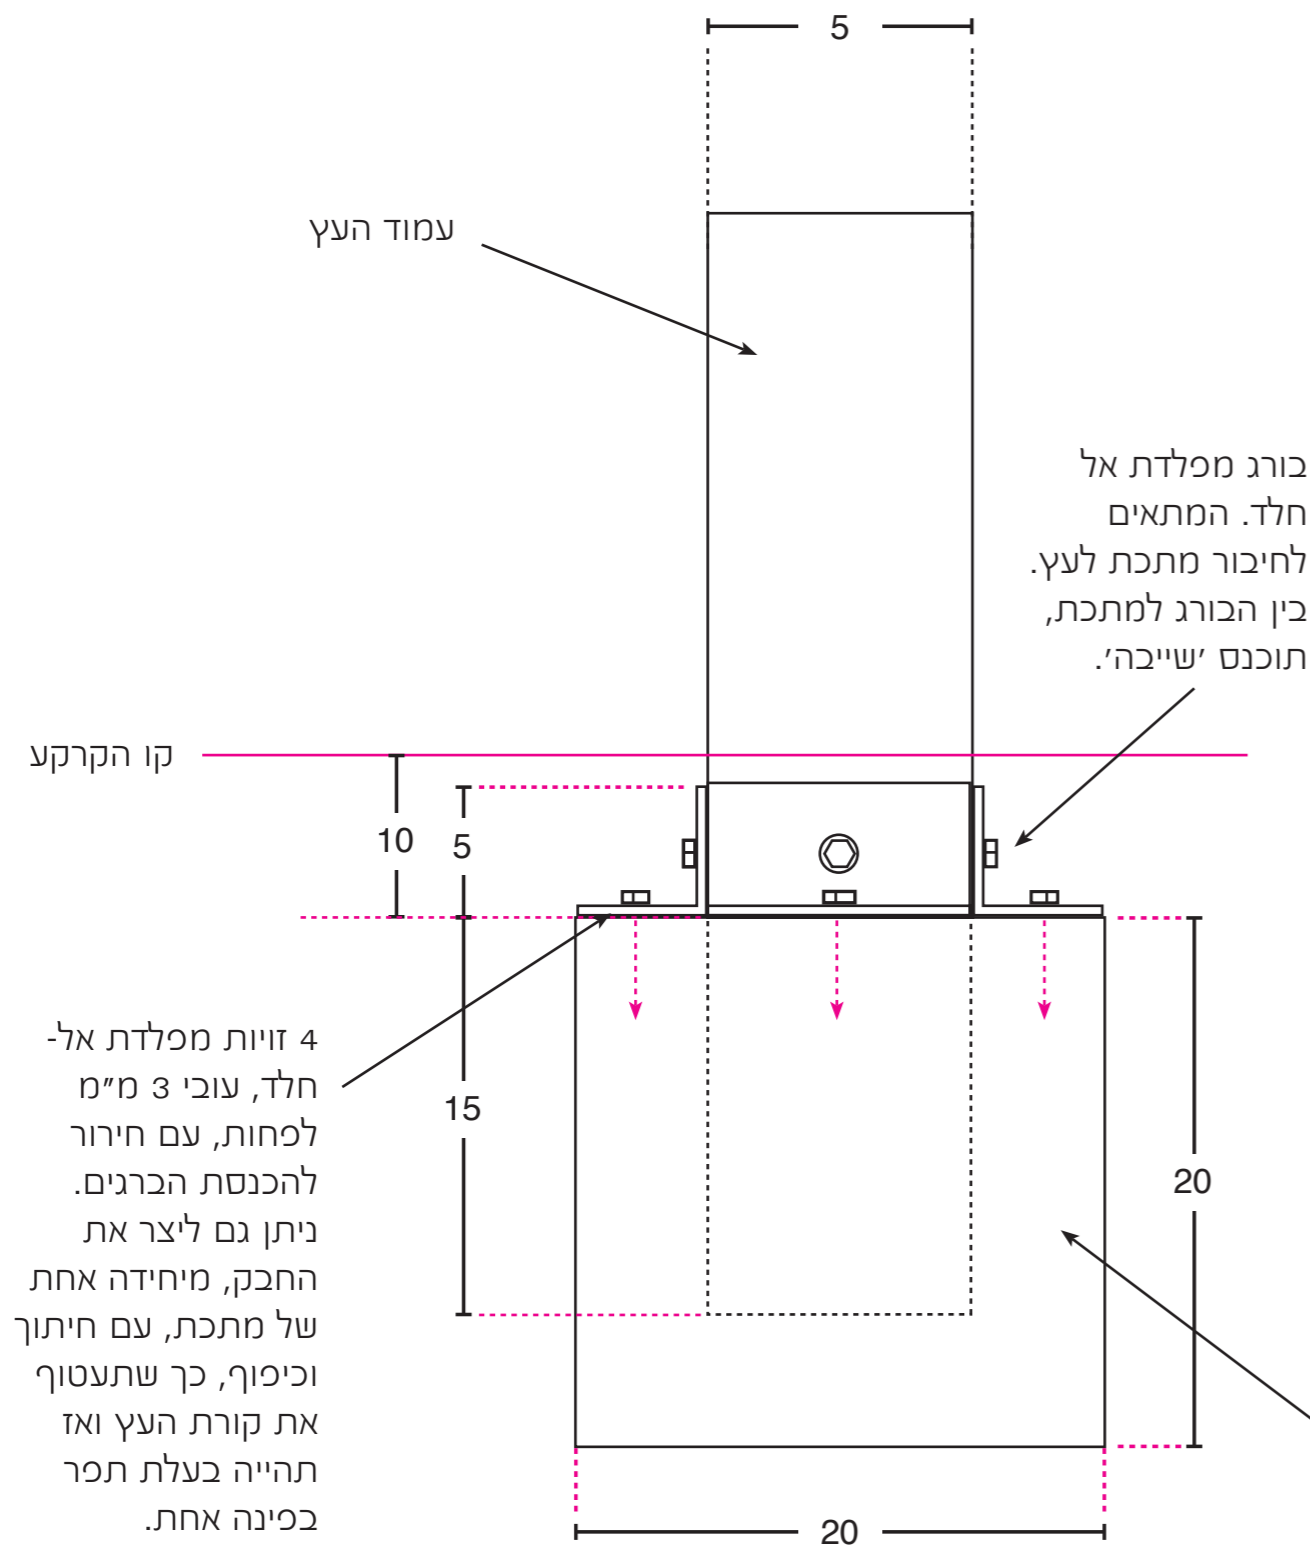 5
עמוד העץ
בורג מפלדת אל
חלד. המתאים
לחיבור מתכת לעץ.
בין הבורג למתכת,
תוכנס 'שייבה'.
קו הקרקע
10
5
4 זויות מפלדת אל-
חלד, עובי 3 מ"מ
לפחות, עם חירור
להכנסת הברגים.
ניתן גם ליצר את
החבק, מיחידה אחת
של מתכת, עם חיתוך
וכיפוף, כך שתעטוף
את קורת העץ ואז
תהייה בעלת תפר
בפינה אחת.
15
20
20